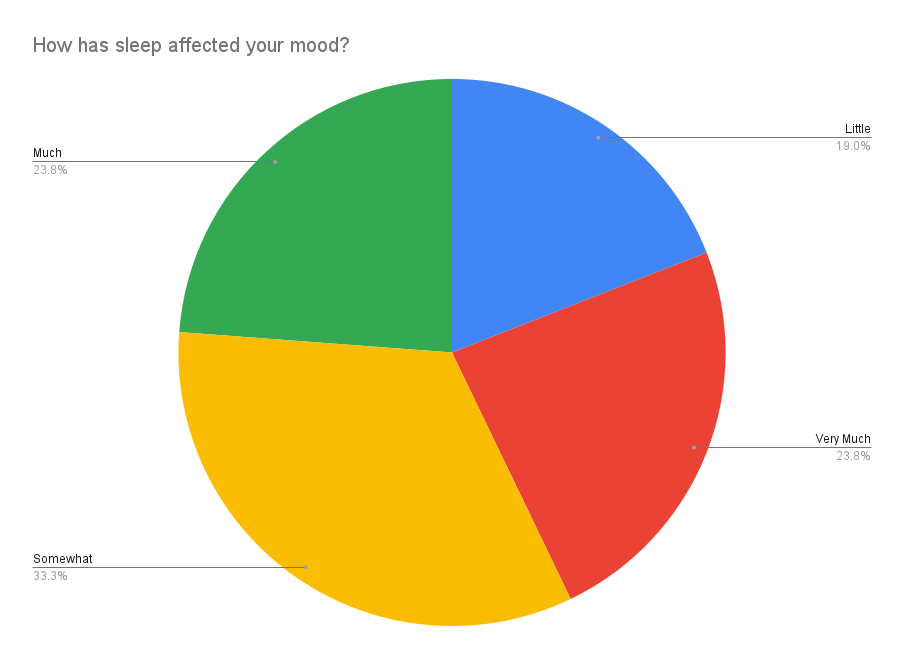 How has sleep affected your mood?
Little
19.0%
Much
23.8%
Very Much
23.8%
Somewhat
33.3%